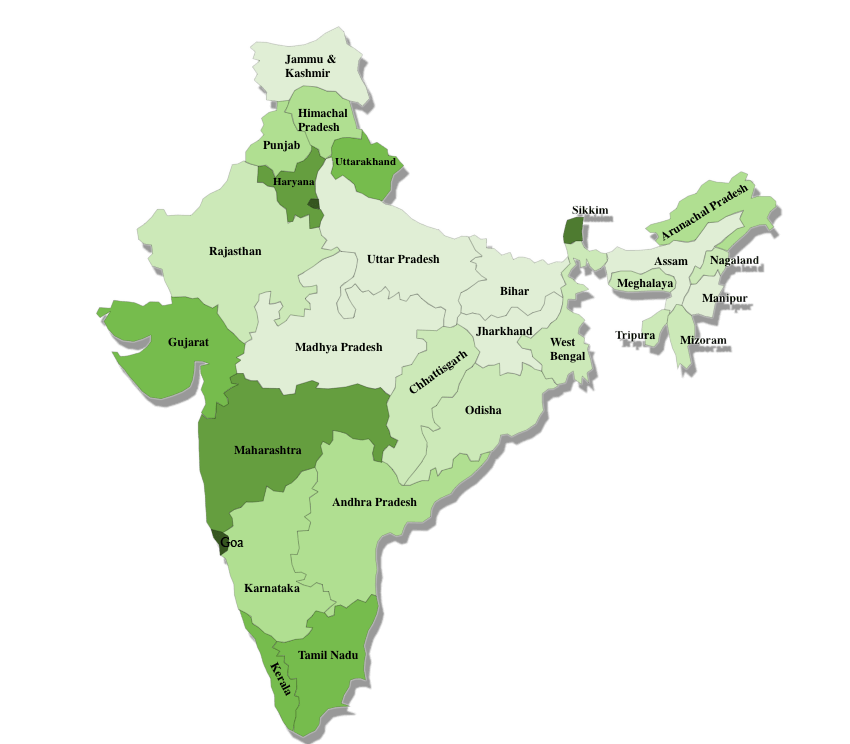 Jammu &
Kashmir
Himachal
Pradesh
Punjab
Uttarakhand
Haryana
Sikkim
Arunachal Pradesh
Rajasthan
Uttar Pradesh
Assam
Nagaland
Meghalaya
Bihar
Manipur
Gujarat
Jharkhand
Tripura
Mizoram
Madhya Pradesh
West
Bengal
Chhattisgarh
Odisha
Maharashtra
Andhra Pradesh
Goa
Karnataka
Tamil Nadu
Kerala